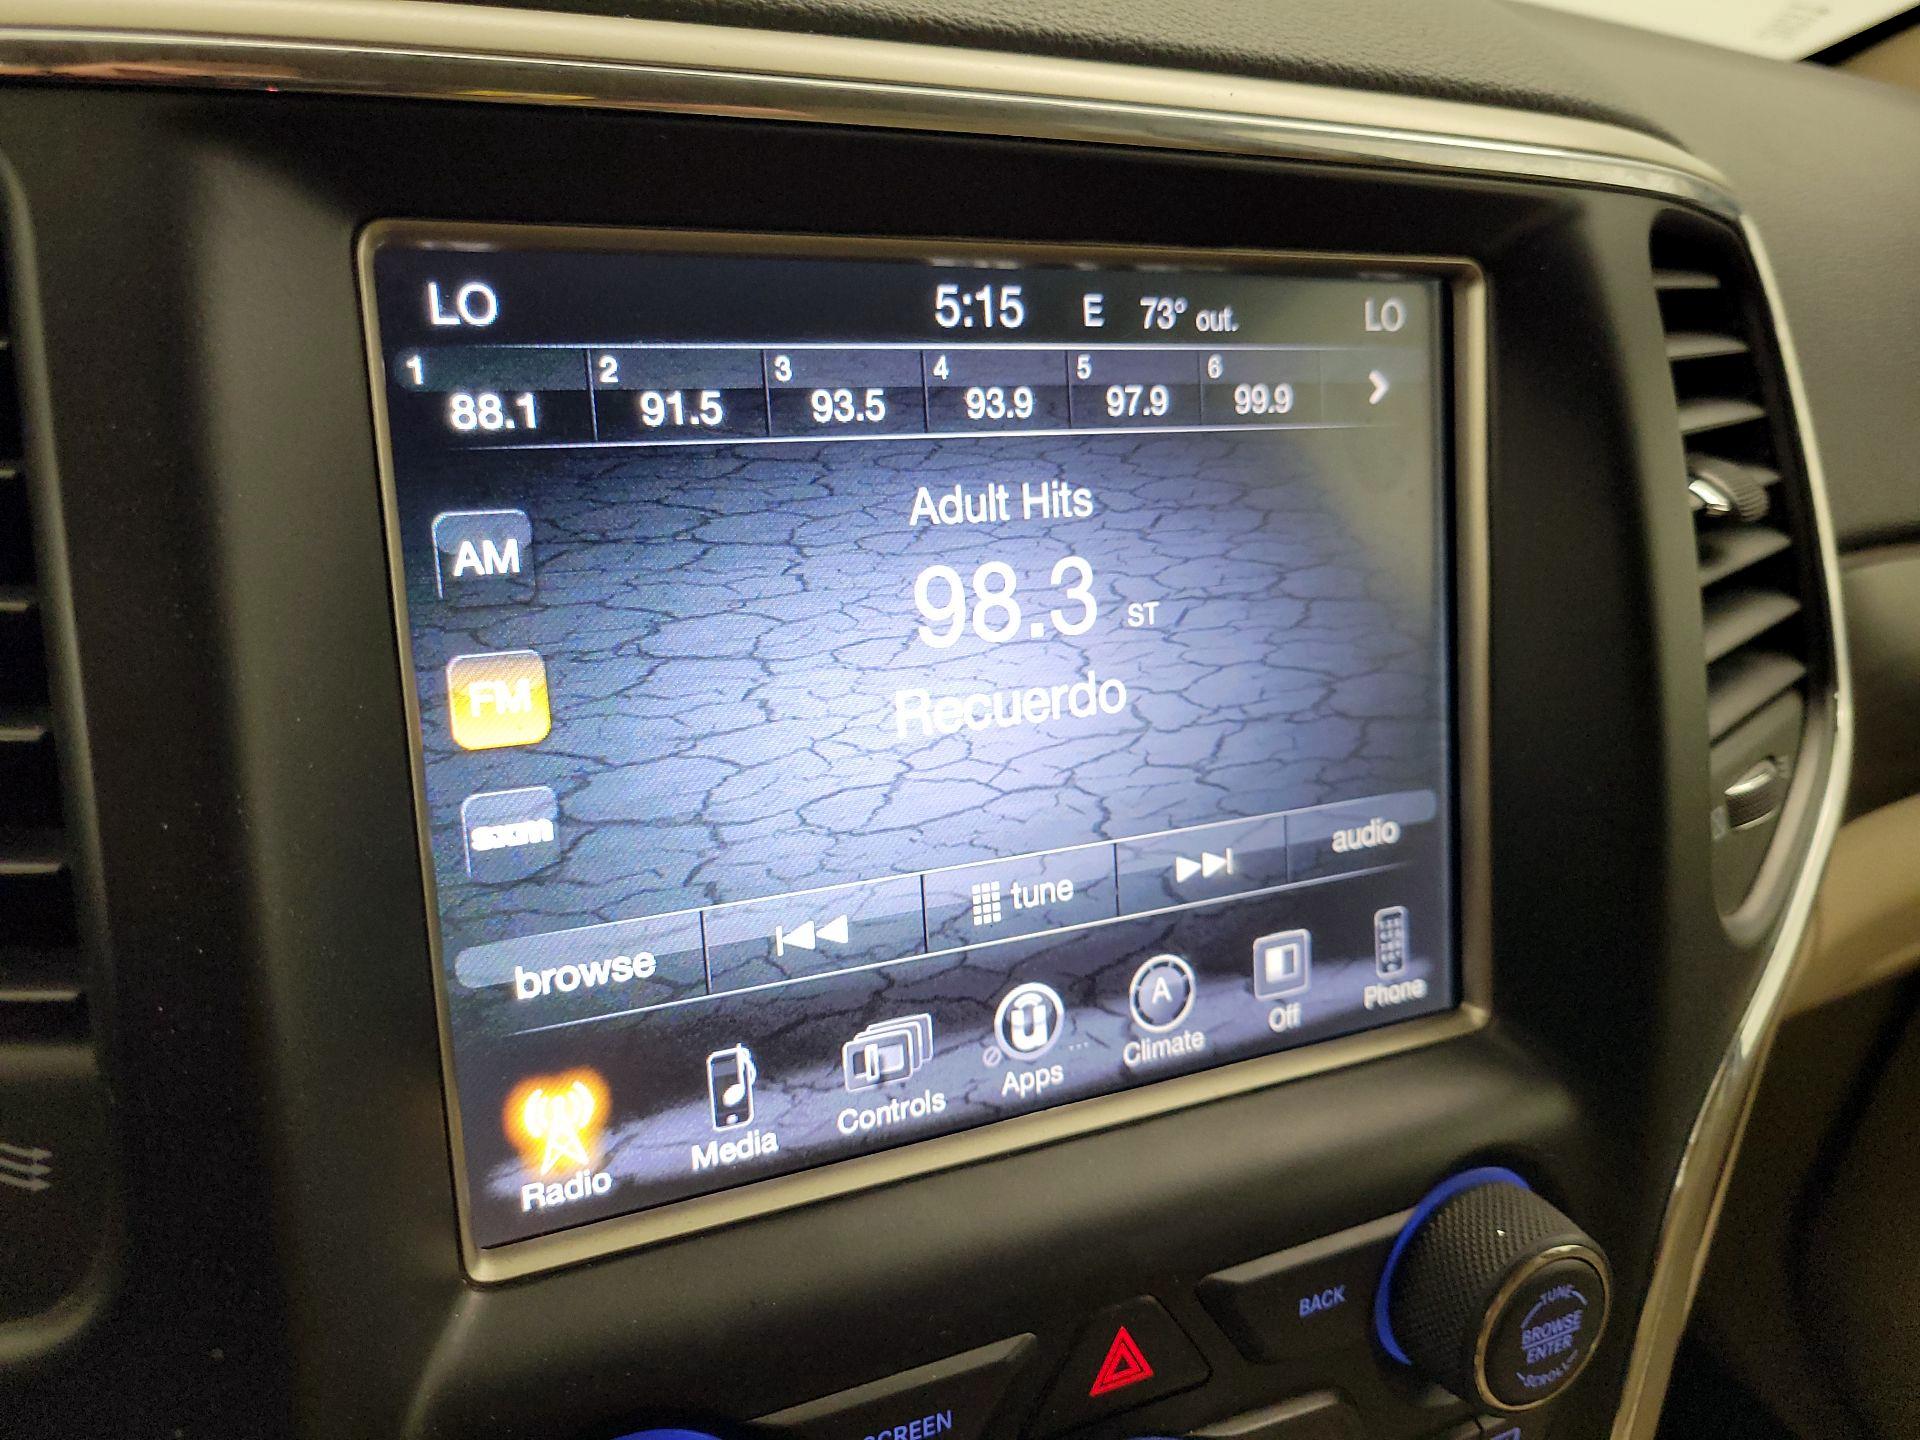 LO 5:15 E 73° out. LO
1 2 3 4 5 6
88.1 91.5 93.5 93.9 97.9 99.9
Adult Hits
AM
98.3 ST
FM
Recuerdo
sxm
browse tune audio
Radio Media Controls Apps Climate Off Phone
A
BACK
TUNE
BROWSE
ENTER
SCROLL
SCREEN